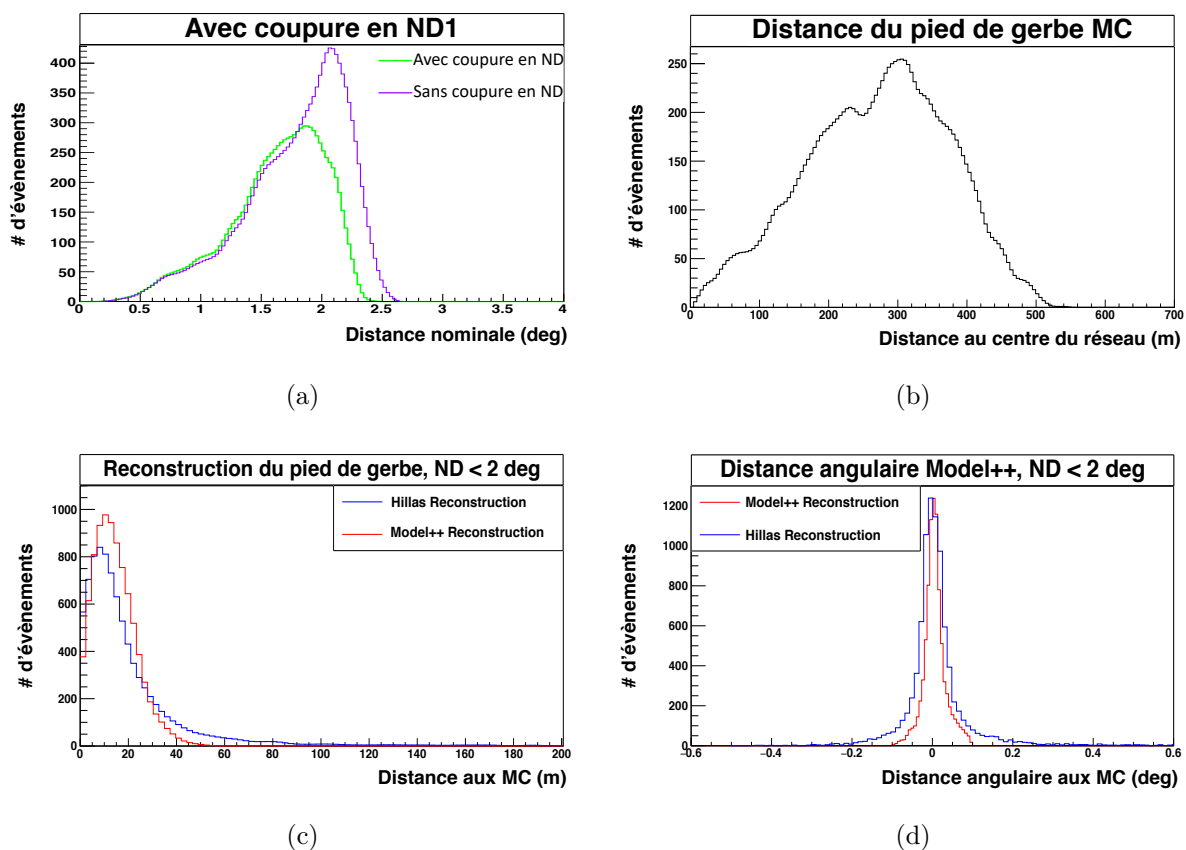 Avec coupure en ND1
# d'évènements
400
350
300
250
200
150
100
50
0
Avec coupure en ND
Sans coupure en ND
0 0.5 1 1.5 2 2.5 3 3.5 4
Distance nominale (deg)
(a)
Distance du pied de gerbe MC
# d'évènements
250
200
150
100
50
0
0 100 200 300 400 500 600 700
Distance au centre du réseau (m)
(b)
Reconstruction du pied de gerbe, ND < 2 deg
# d'évènements
1000
800
600
400
200
0
Hillas Reconstruction
Model++ Reconstruction
0 20 40 60 80 100 120 140 160 180 200
Distance aux MC (m)
(c)
Distance angulaire Model++, ND < 2 deg
# d'évènements
1200
1000
800
600
400
200
0
Model++ Reconstruction
Hillas Reconstruction
−0.6 −0.4 −0.2 0 0.2 0.4 0.6
Distance angulaire aux MC (deg)
(d)